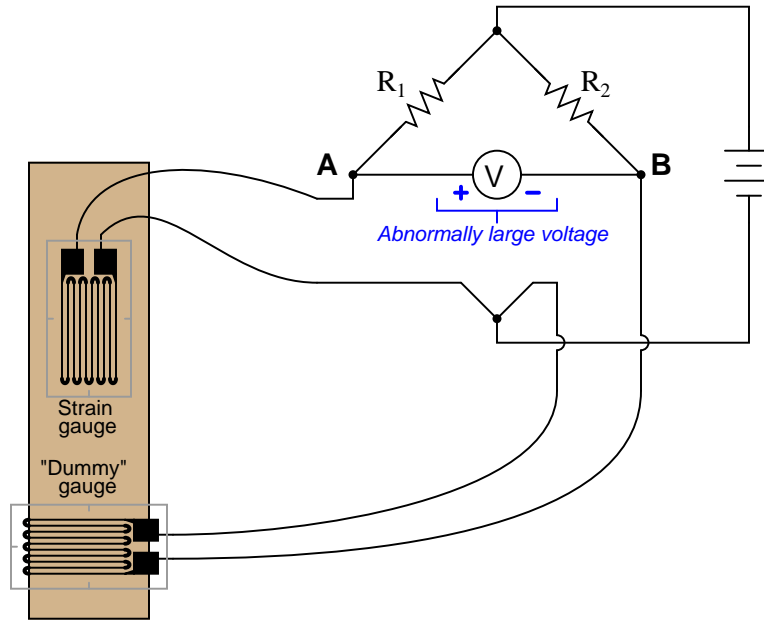 R1
R2
A
V
B
+
−
Abnormally large voltage
Strain
gauge
"Dummy"
gauge